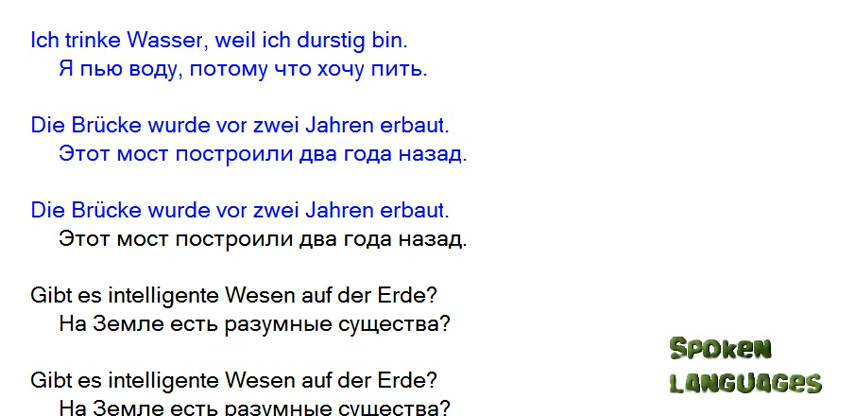 Ich trinke Wasser, weil ich durstig bin.
Я пью воду, потому что хочу пить.
Die Brücke wurde vor zwei Jahren erbaut.
Этот мост построили два года назад.
Die Brücke wurde vor zwei Jahren erbaut.
Этот мост построили два года назад.
Gibt es intelligente Wesen auf der Erde?
На Земле есть разумные существа?
Gibt es intelligente Wesen auf der Erde?
На Земле есть разумные существа?
Spoken
Languages